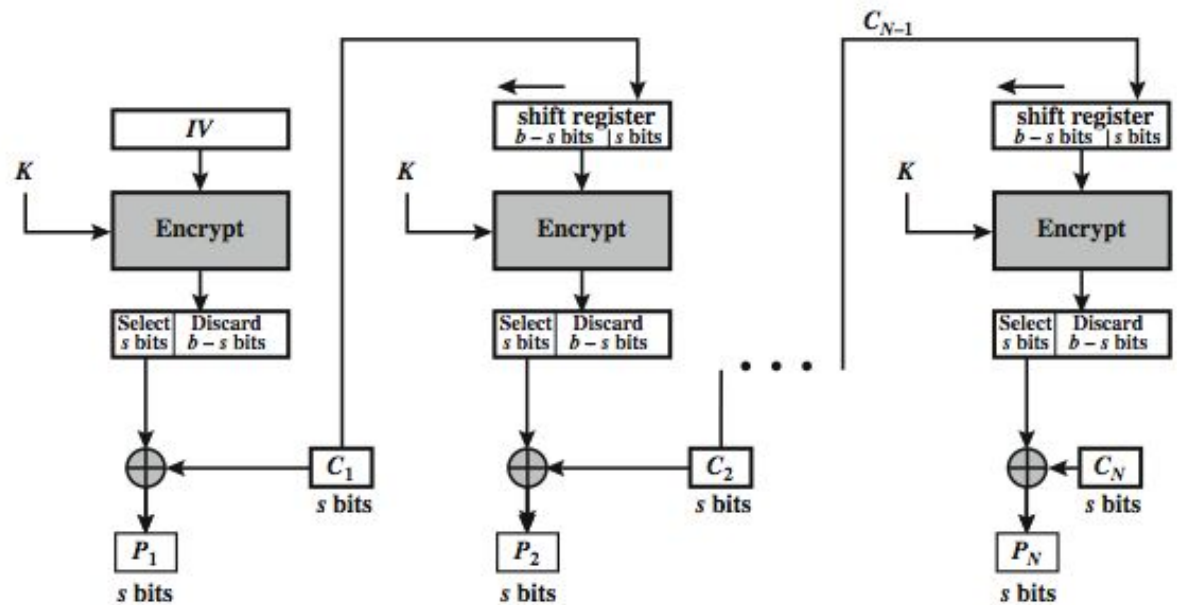 C_{N-1}
shift register
b – s bits | s bits
shift register
b – s bits | s bits
IV
K
K
K
Encrypt
Encrypt
Encrypt
Select Discard
s bits b – s bits
Select Discard
s bits b – s bits
Select Discard
s bits b – s bits
• • •
C_1
s bits
C_2
s bits
C_N
s bits
P_1
s bits
P_2
s bits
P_N
s bits